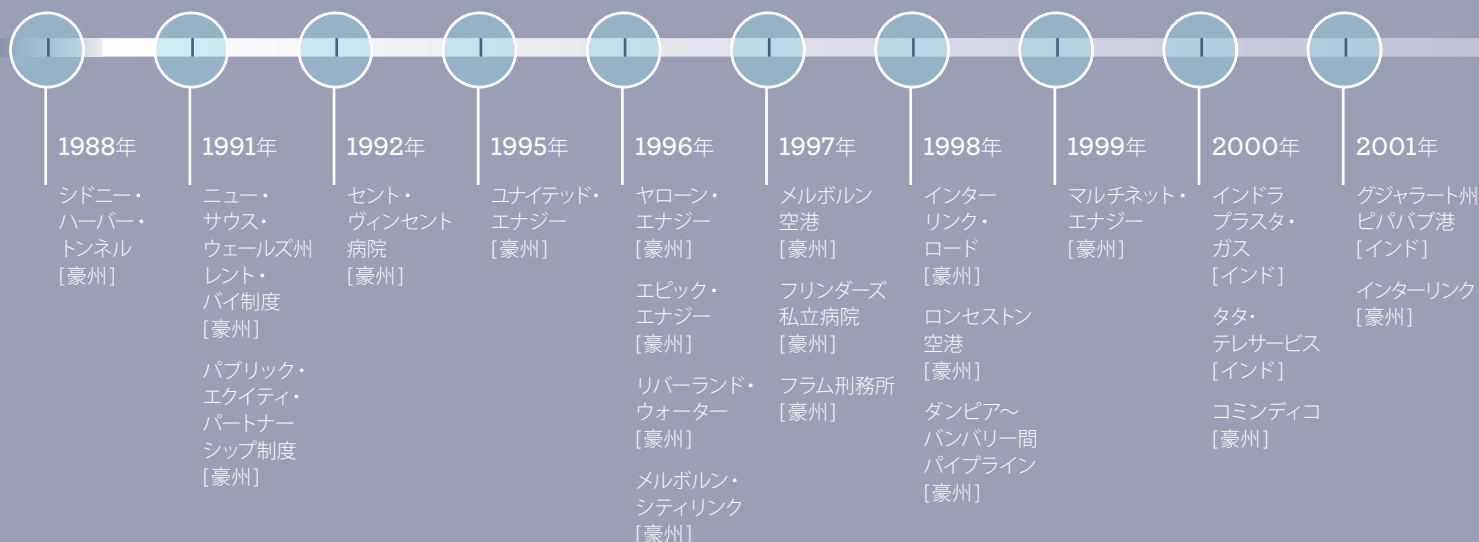 1988年
シドニー・
ハーバー・
トンネル
[豪州]
1991年
ニュー・
サウス・
ウェールズ州
レント・
バイ制度
[豪州]
パブリック・
エクイティ・
パートナー
シップ制度
[豪州]
1992年
セント・
ヴィンセント
病院
[豪州]
1995年
ユナイテッド・
エナジー
[豪州]
1996年
ヤローン・
エナジー
[豪州]
エピック・
エナジー
[豪州]
リバーランド・
ウォーター
[豪州]
メルボルン・
シティリンク
[豪州]
1997年
メルボルン
空港
[豪州]
フリンダーズ
私立病院
[豪州]
フラム刑務所
[豪州]
1998年
インター
リンク・
ロード
[豪州]
ロンセストン
空港
[豪州]
ダンピア〜
バンバリー間
パイプライン
[豪州]
1999年
マルチネット・
エナジー
[豪州]
2000年
インドラ
プラスタ・
ガス
[インド]
タタ・
テレサービス
[インド]
コミンディコ
[豪州]
2001年
グジャラート州
ピパバブ港
[インド]
インターリンク
[豪州]